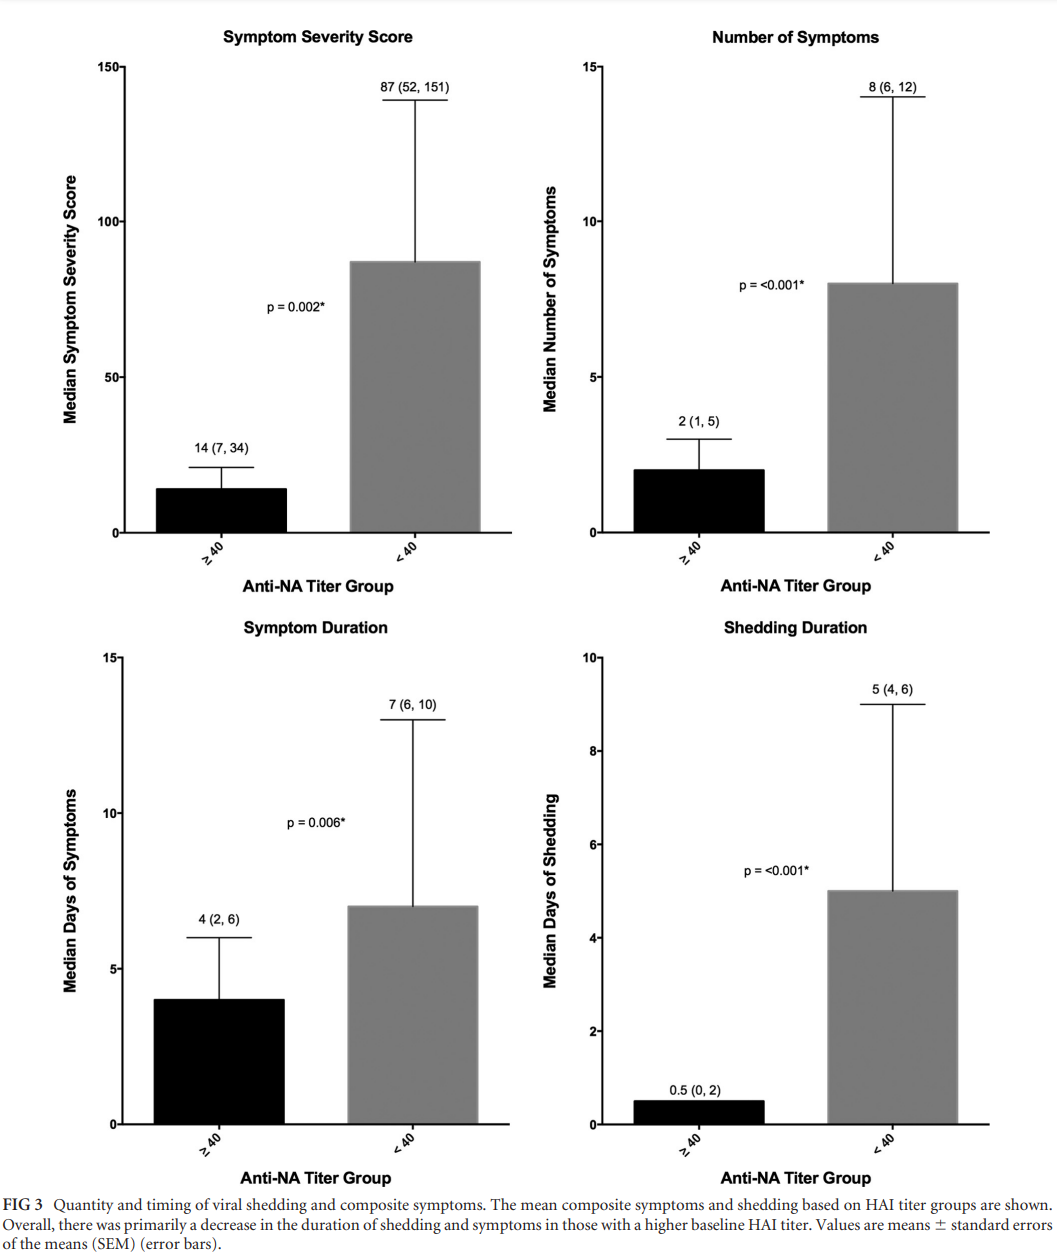 Symptom Severity Score
150
100
50
0
Median Symptom Severity Score
14 (7, 34)
p = 0.002*
87 (52, 151)
≥ 40
< 40
Anti-NA Titer Group
Number of Symptoms
15
10
5
0
Median Number of Symptoms
2 (1, 5)
p = <0.001*
8 (6, 12)
≥ 40
< 40
Anti-NA Titer Group
Symptom Duration
15
10
5
0
Median Days of Symptoms
4 (2, 6)
p = 0.006*
7 (6, 10)
≥ 40
< 40
Anti-NA Titer Group
Shedding Duration
10
8
6
4
2
0
Median Days of Shedding
0.5 (0, 2)
p = <0.001*
5 (4, 6)
≥ 40
< 40
Anti-NA Titer Group
FIG 3 Quantity and timing of viral shedding and composite symptoms. The mean composite symptoms and shedding based on HAI titer groups are shown.
Overall, there was primarily a decrease in the duration of shedding and symptoms in those with a higher baseline HAI titer. Values are means ± standard errors
of the means (SEM) (error bars).